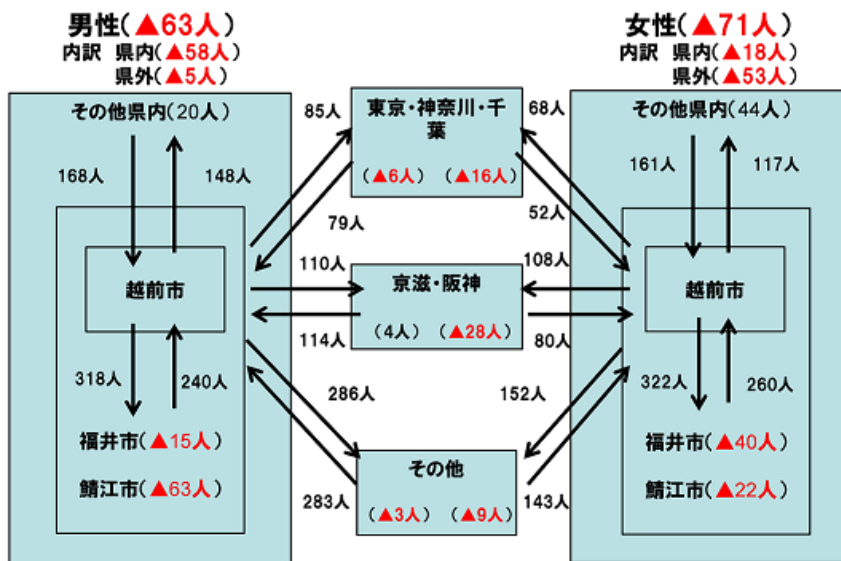 男性(▲63人)
内訳 県内(▲58人)
県外(▲5人)
女性(▲71人)
内訳 県内(▲18人)
県外(▲53人)
その他県内(20人)
168人
148人
越前市
318人
240人
福井市(▲15人)
鯖江市(▲63人)
85人
79人
110人
114人
286人
283人
東京・神奈川・千
葉
(▲6人) (▲16人)
京滋・阪神
(4人) (▲28人)
その他
(▲3人) (▲9人)
68人
52人
108人
80人
152人
143人
その他県内(44人)
161人
117人
越前市
322人
260人
福井市(▲40人)
鯖江市(▲22人)